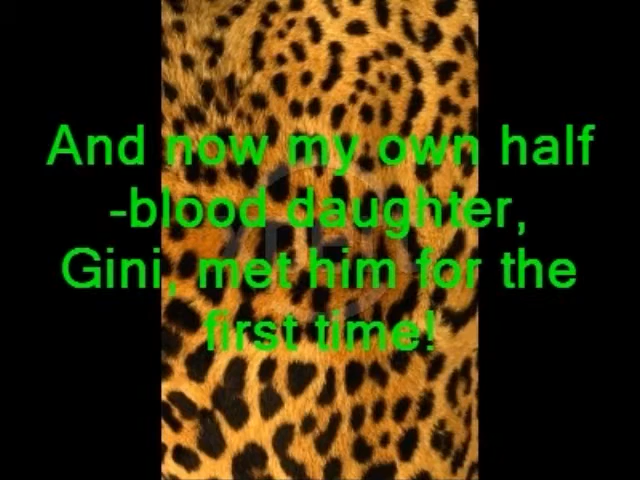 And now my own half
-blood daughter,
Gini, met him for the
first time!